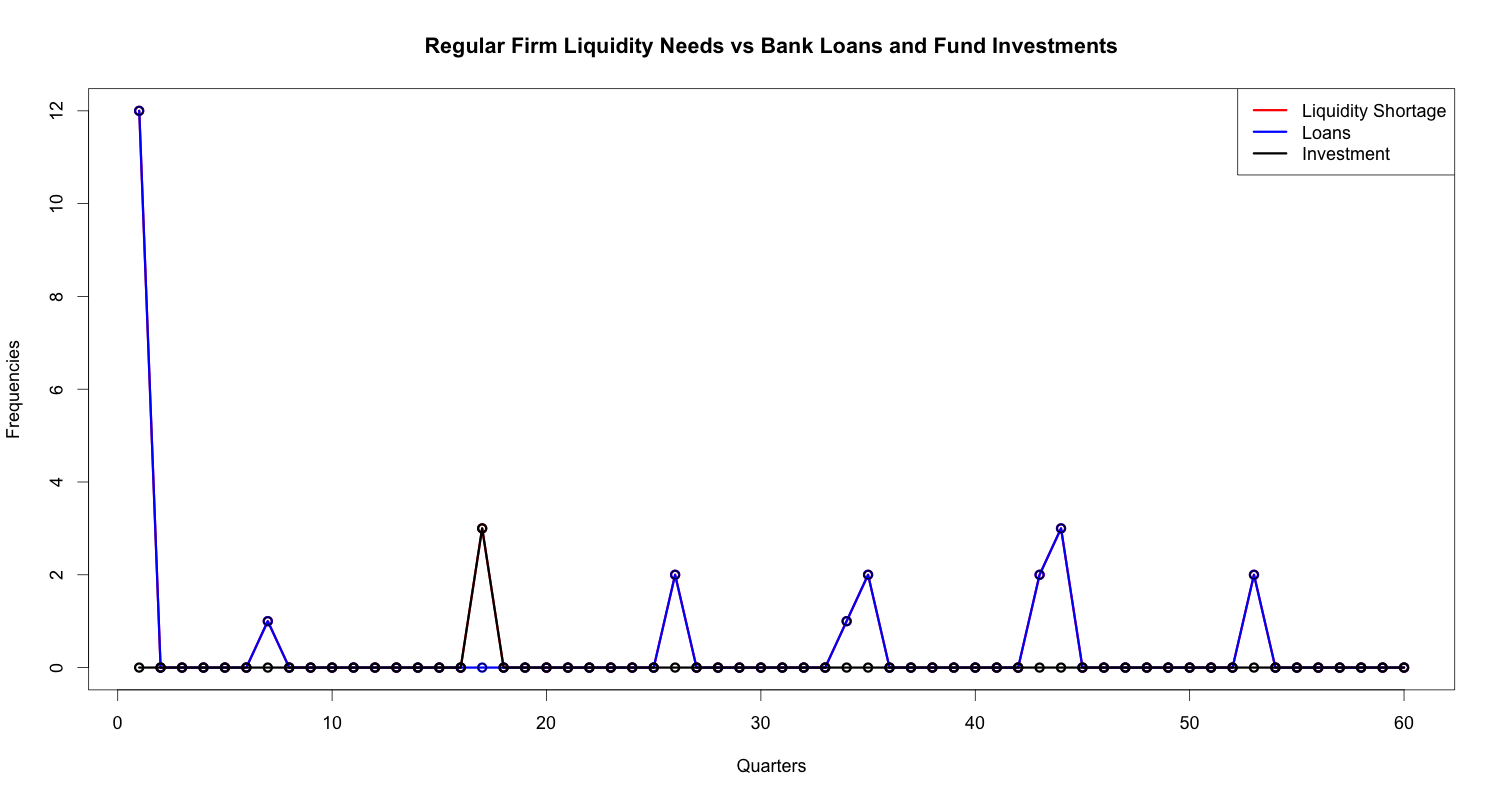 Regular Firm Liquidity Needs vs Bank Loans and Fund Investments
Liquidity Shortage
Loans
Investment
Frequencies
12
10
8
6
4
2
0
0 10 20 30 40 50 60
Quarters